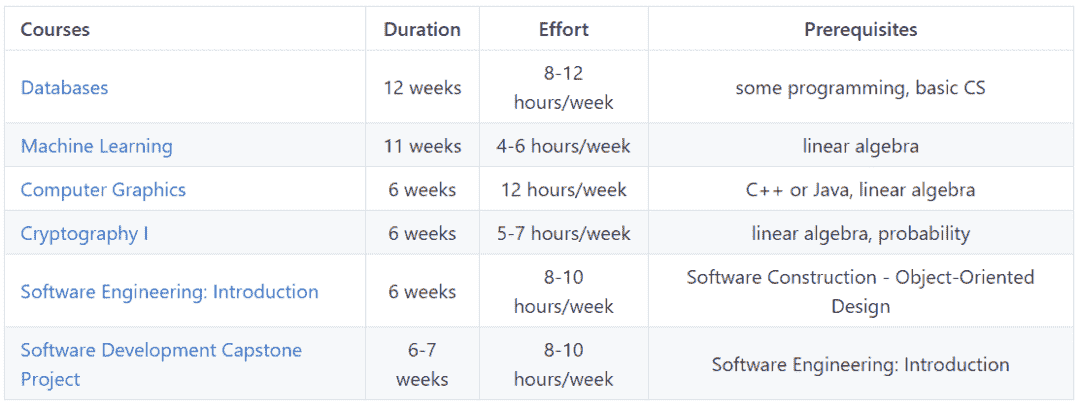 Courses Duration Effort Prerequisites
Databases 12 weeks 8-12 hours/week some programming, basic CS
Machine Learning 11 weeks 4-6 hours/week linear algebra
Computer Graphics 6 weeks 12 hours/week C++ or Java, linear algebra
Cryptography I 6 weeks 5-7 hours/week linear algebra, probability
Software Engineering: Introduction 6 weeks 8-10 hours/week Software Construction - Object-Oriented Design
Software Development Capstone Project 6-7 weeks 8-10 hours/week Software Engineering: Introduction